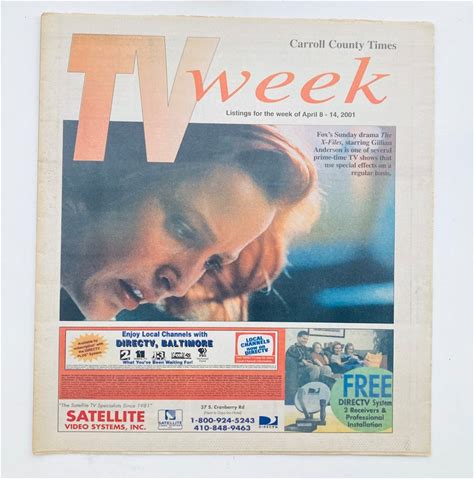 Carroll County Times
TV week
Listings for the week of April 8 - 14, 2001
Fox's Sunday drama The
X-Files, starring Gillian
Anderson is one of several
prime-time TV shows that
use special effects on a
regular basis.
Enjoy Local Channels with
DIRECTV, BALTIMORE
What You've Been Waiting For!
LOCAL
CHANNELS
NOW ON
DIRECTV
FREE
DIRECTV System
2 Receivers &
Professional
Installation
"The Satellite TV Specialists Since 1981"
SATELLITE
VIDEO SYSTEMS, INC.
37 S. Cranberry Rd
1-800-924-5243
410-848-9463
DIRECTV